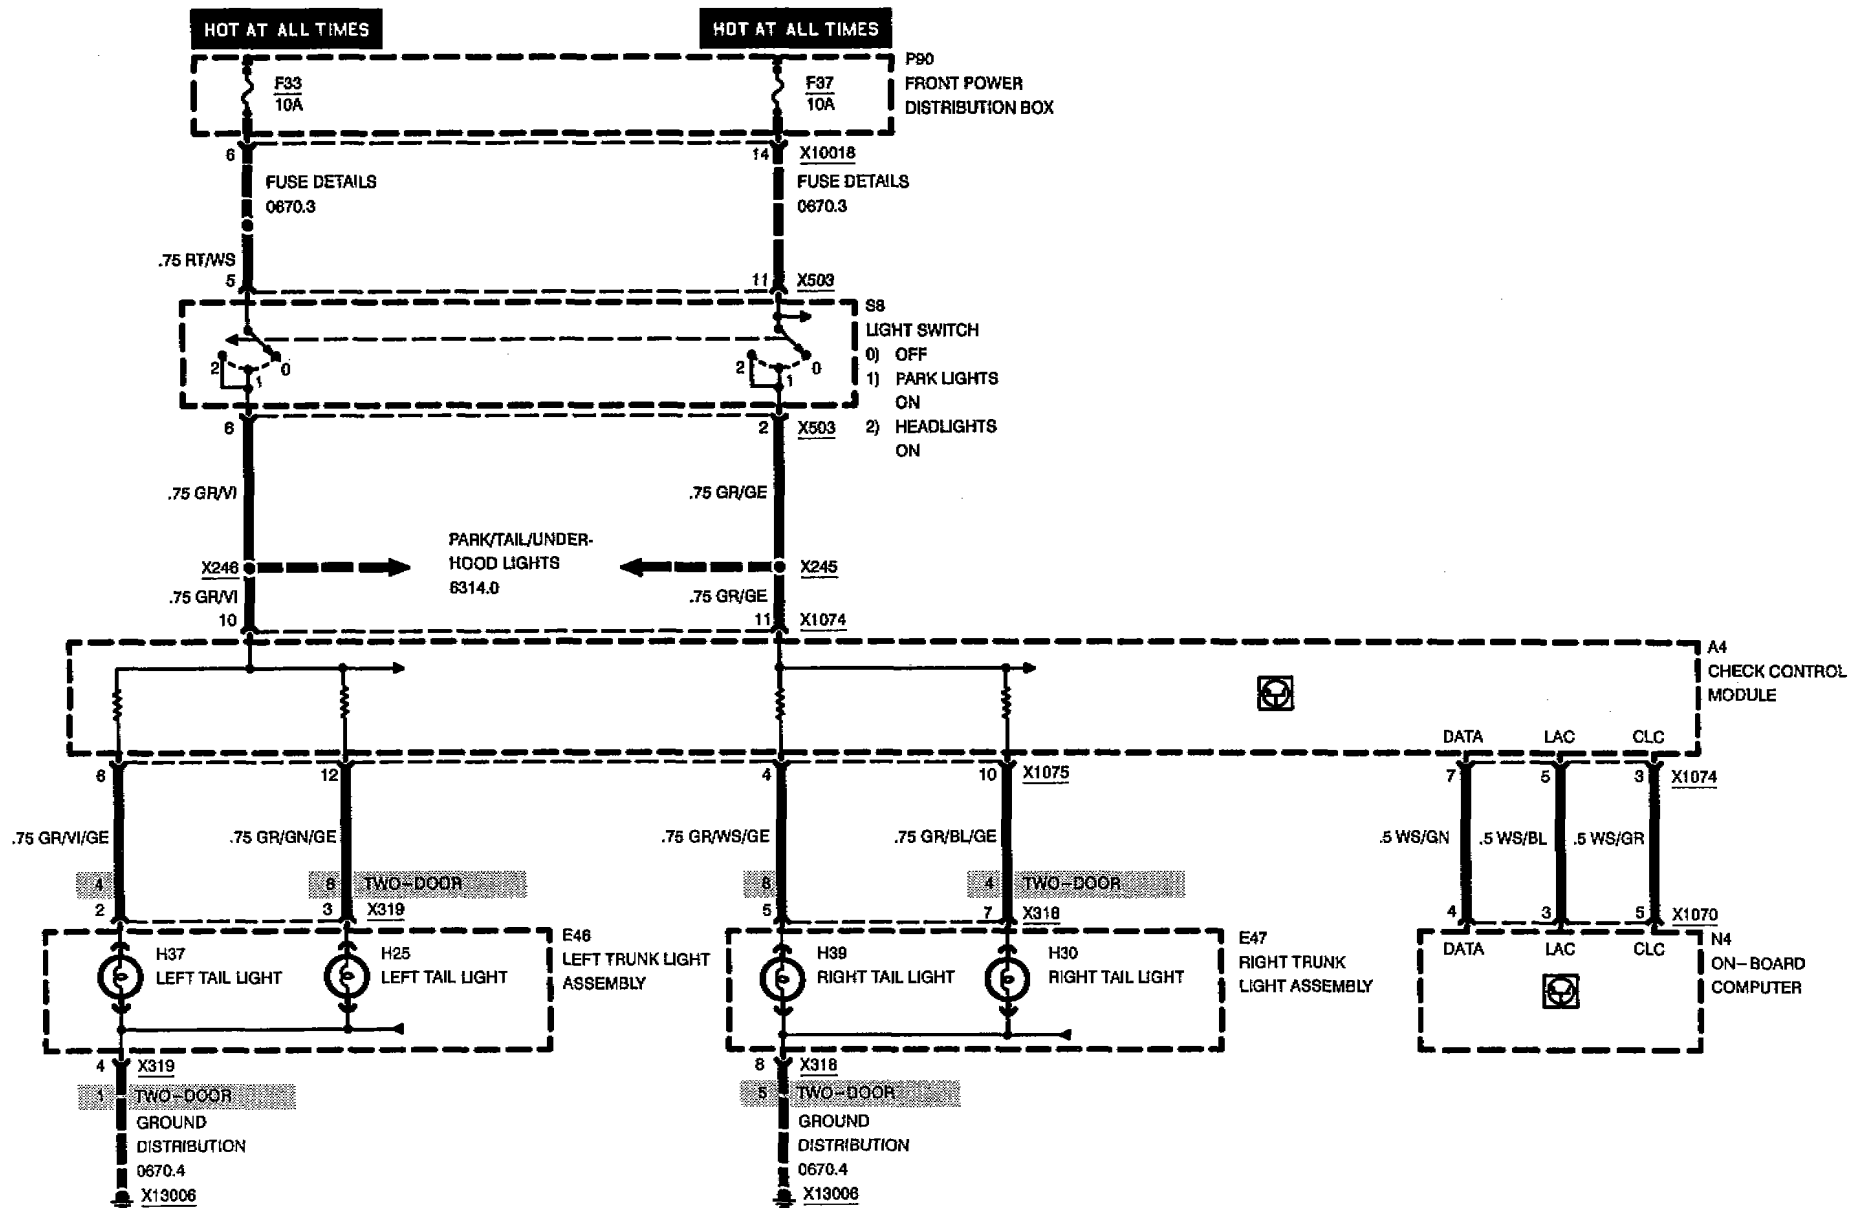 HOT AT ALL TIMES
HOT AT ALL TIMES
P90
FRONT POWER
DISTRIBUTION BOX
F33
10A
F37
10A
6
14
X10018
FUSE DETAILS
0670.3
FUSE DETAILS
0670.3
.75 RT/WS
5
11
X503
S8
LIGHT SWITCH
0) OFF
1) PARK LIGHTS
ON
2) HEADLIGHTS
ON
2
1
0
2
1
0
6
2
X503
.75 GR/VI
.75 GR/GE
PARK/TAIL/UNDER-
HOOD LIGHTS
6314.0
X246
X245
.75 GR/VI
.75 GR/GE
10
11
X1074
A4
CHECK CONTROL
MODULE
DATA
LAC
CLC
6
12
4
10
X1075
7
5
3
X1074
.75 GR/VI/GE
.75 GR/GN/GE
.75 GR/WS/GE
.75 GR/BL/GE
.5 WS/GN
.5 WS/BL
.5 WS/GR
4
8
TWO-DOOR
8
4
TWO-DOOR
2
3
X319
5
7
X318
4
3
5
X1070
H37
LEFT TAIL LIGHT
H25
LEFT TAIL LIGHT
E46
LEFT TRUNK LIGHT
ASSEMBLY
H39
RIGHT TAIL LIGHT
H30
RIGHT TAIL LIGHT
E47
RIGHT TRUNK
LIGHT ASSEMBLY
DATA
LAC
CLC
N4
ON-BOARD
COMPUTER
4
X319
1
TWO-DOOR
GROUND
DISTRIBUTION
0670.4
X13006
8
X318
5
TWO-DOOR
GROUND
DISTRIBUTION
0670.4
X13006